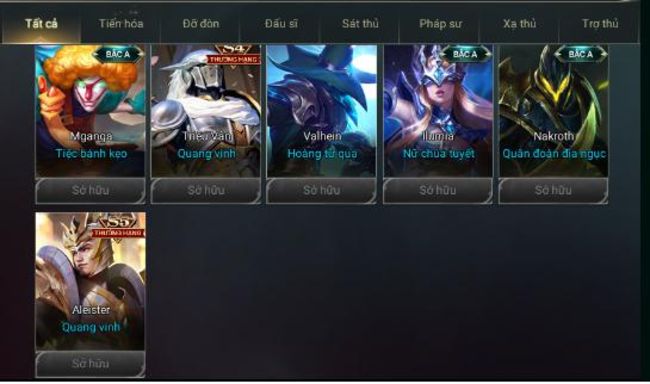 Tất cả Tiến hóa Đỡ đòn Đấu sĩ Sát thủ Pháp sư Xạ thủ Trợ thủ
BẬC A S4 BẬC A BẬC A
THƯỞNG HẠNG
Mganga Triệu Vân Valhein Ilumia Nakroth
Tiệc bánh kẹo Quang vinh Hoàng tử quạ Nữ chúa tuyết Quân đoàn địa ngục
Sở hữu Sở hữu Sở hữu Sở hữu Sở hữu
S5
THƯỞNG HẠNG
Aleister
Quang vinh
Sở hữu